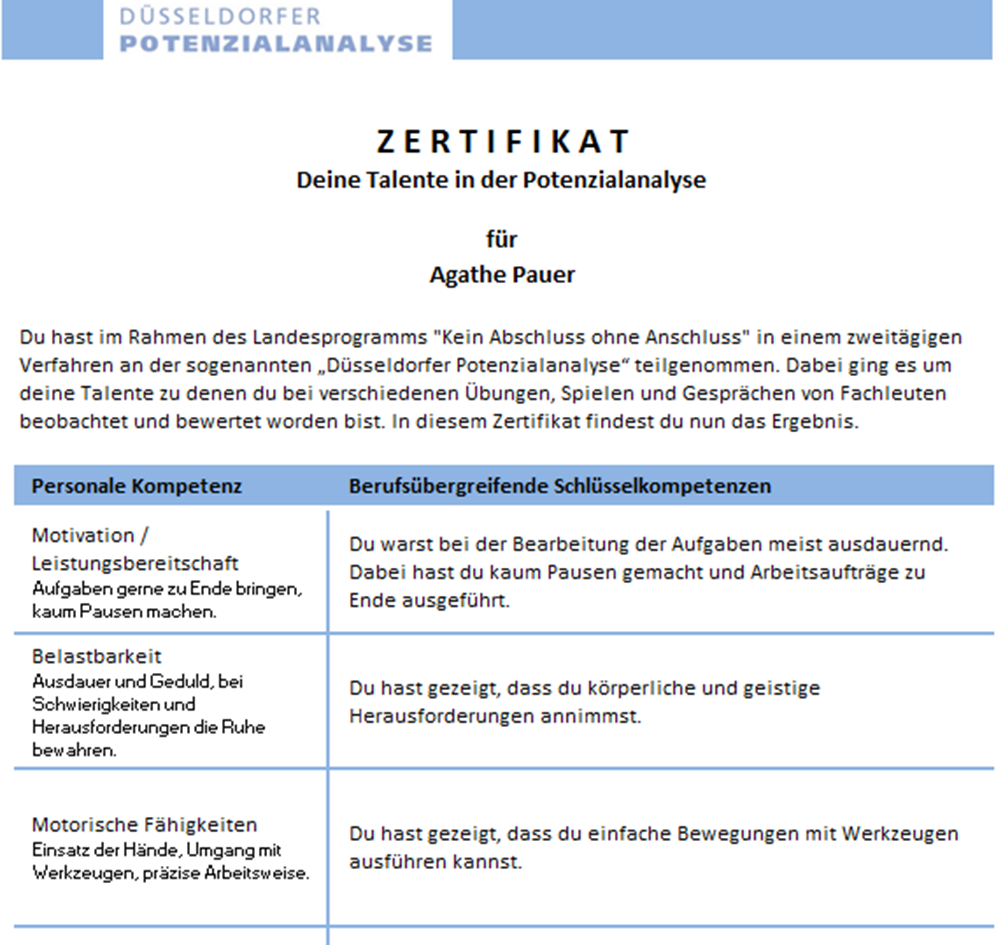 DÜSSELDORFER
POTENZIALANALYSE
ZERTIFIKAT
Deine Talente in der Potenzialanalyse
für
Agathe Pauer
Du hast im Rahmen des Landesprogramms "Kein Abschluss ohne Anschluss" in einem zweitägigen
Verfahren an der sogenannten „Düsseldorfer Potenzialanalyse“ teilgenommen. Dabei ging es um
deine Talente zu denen du bei verschiedenen Übungen, Spielen und Gesprächen von Fachleuten
beobachtet und bewertet worden bist. In diesem Zertifikat findest du nun das Ergebnis.
Personale Kompetenz
Berufsübergreifende Schlüsselkompetenzen
Motivation /
Leistungsbereitschaft
Aufgaben gerne zu Ende bringen,
kaum Pausen machen.
Du warst bei der Bearbeitung der Aufgaben meist ausdauernd.
Dabei hast du kaum Pausen gemacht und Arbeitsaufträge zu
Ende ausgeführt.
Belastbarkeit
Ausdauer und Geduld, bei
Schwierigkeiten und
Herausforderungen die Ruhe
bewahren.
Du hast gezeigt, dass du körperliche und geistige
Herausforderungen annimmst.
Motorische Fähigkeiten
Einsatz der Hände, Umgang mit
Werkzeugen, präzise Arbeitsweise.
Du hast gezeigt, dass du einfache Bewegungen mit Werkzeugen
ausführen kannst.